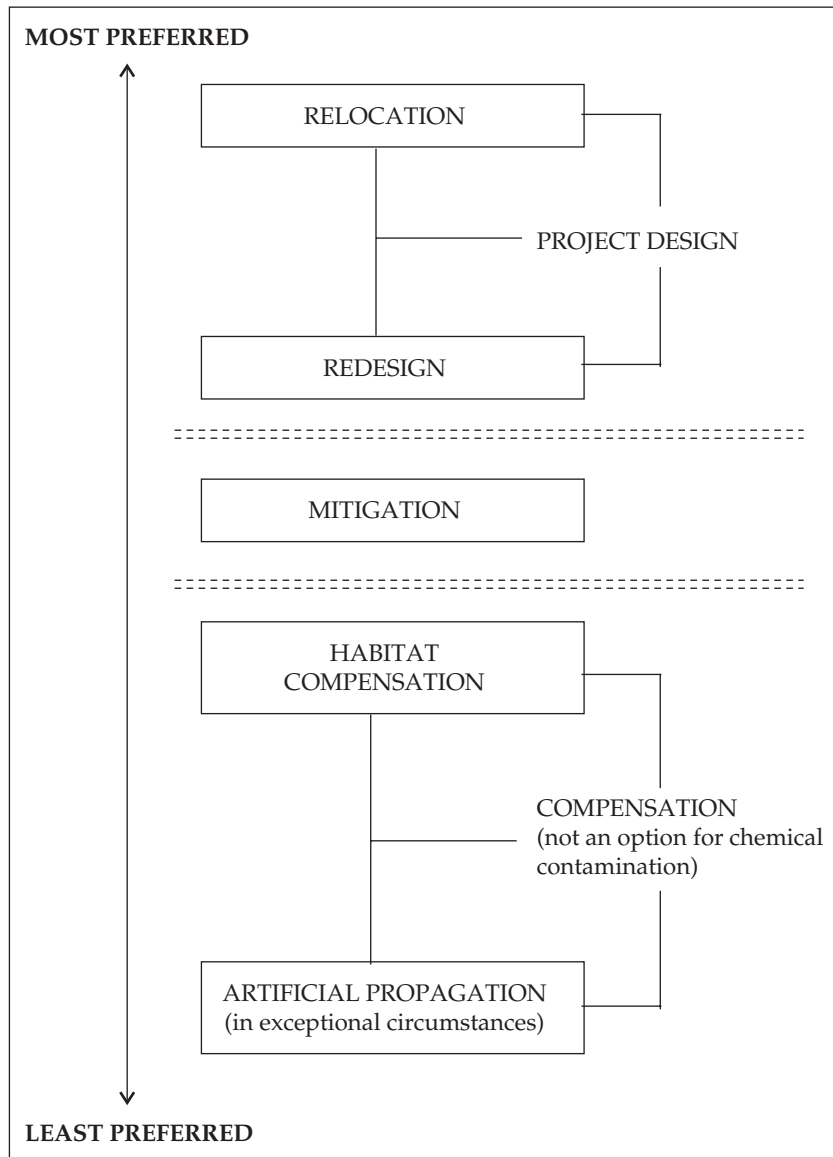 MOST PREFERRED
RELOCATION
PROJECT DESIGN
REDESIGN
MITIGATION
HABITAT
COMPENSATION
COMPENSATION
(not an option for chemical
contamination)
ARTIFICIAL PROPAGATION
(in exceptional circumstances)
LEAST PREFERRED